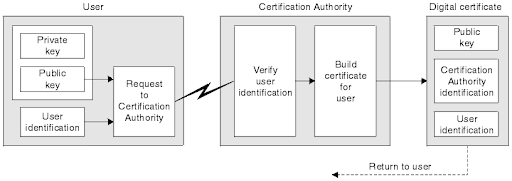 User
Private
key
Public
key
User
identification
Request
to
Certification
Authority
Certification Authority
Verify
user
identification
Build
certificate
for
user
Digital certificate
Public
key
Certification
Authority
identification
User
identification
Return to user